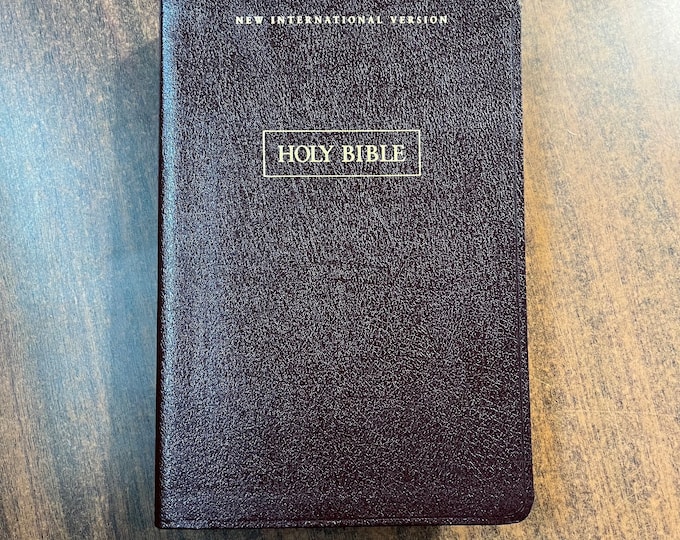 NEW INTERNATIONAL VERSION
HOLY BIBLE